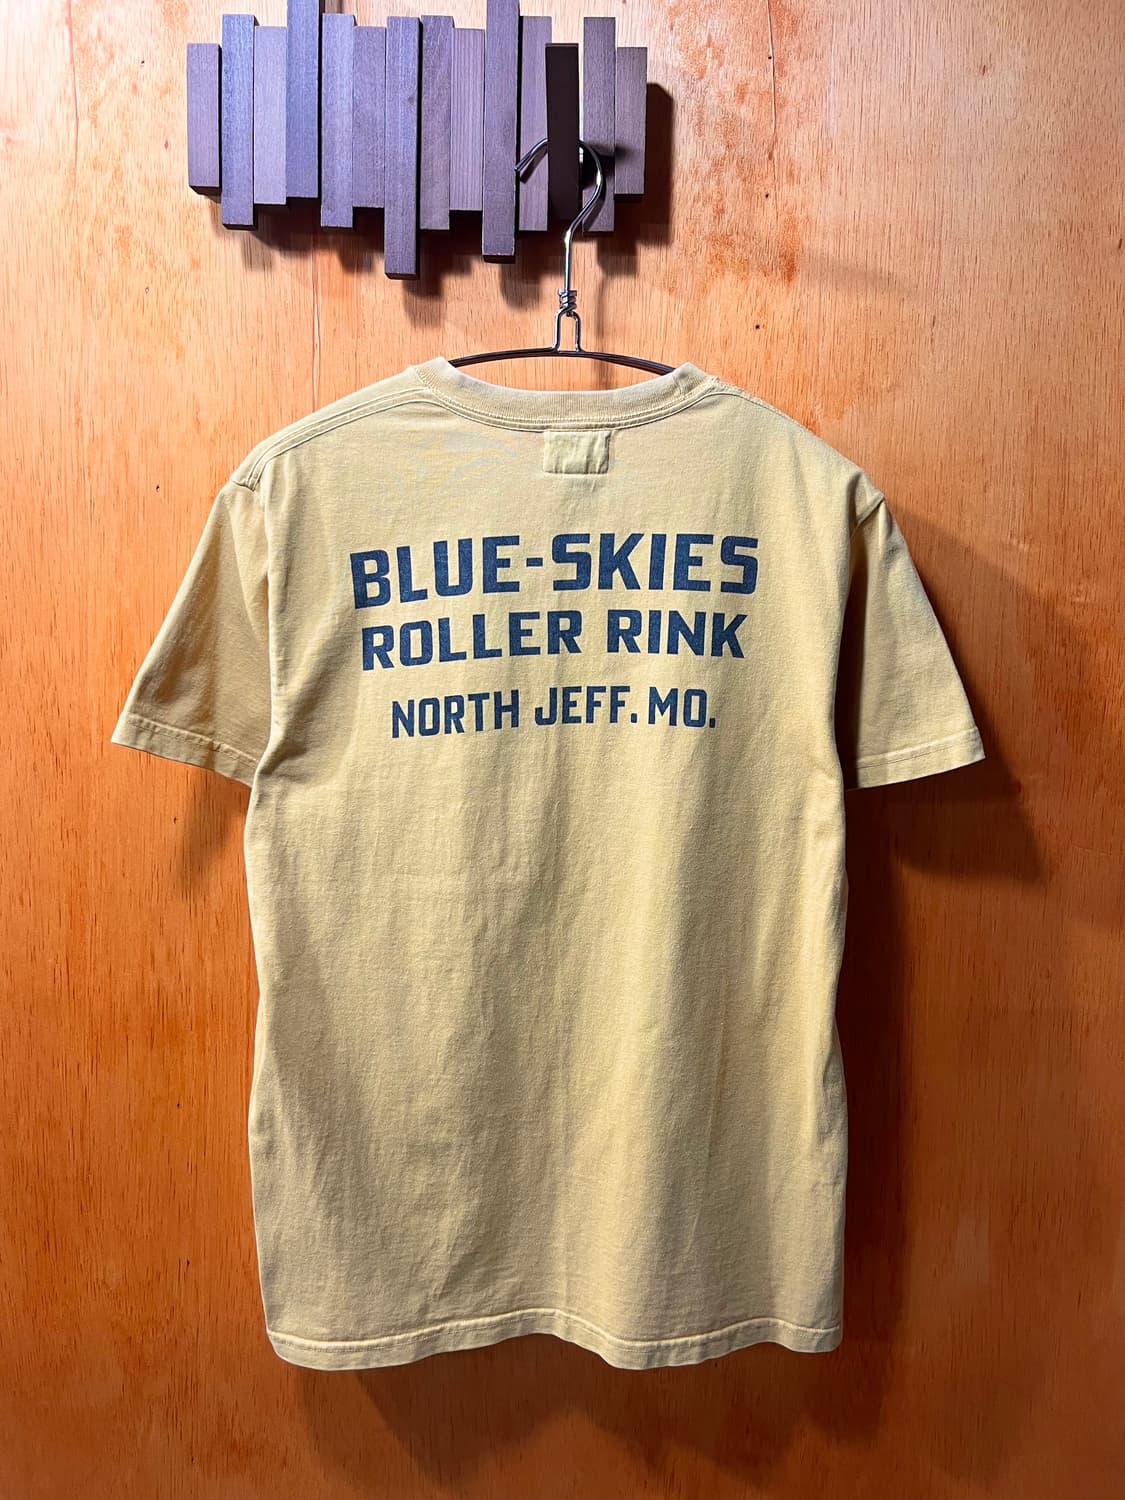 BLUE-SKIES
ROLLER RINK
NORTH JEFF. MO.